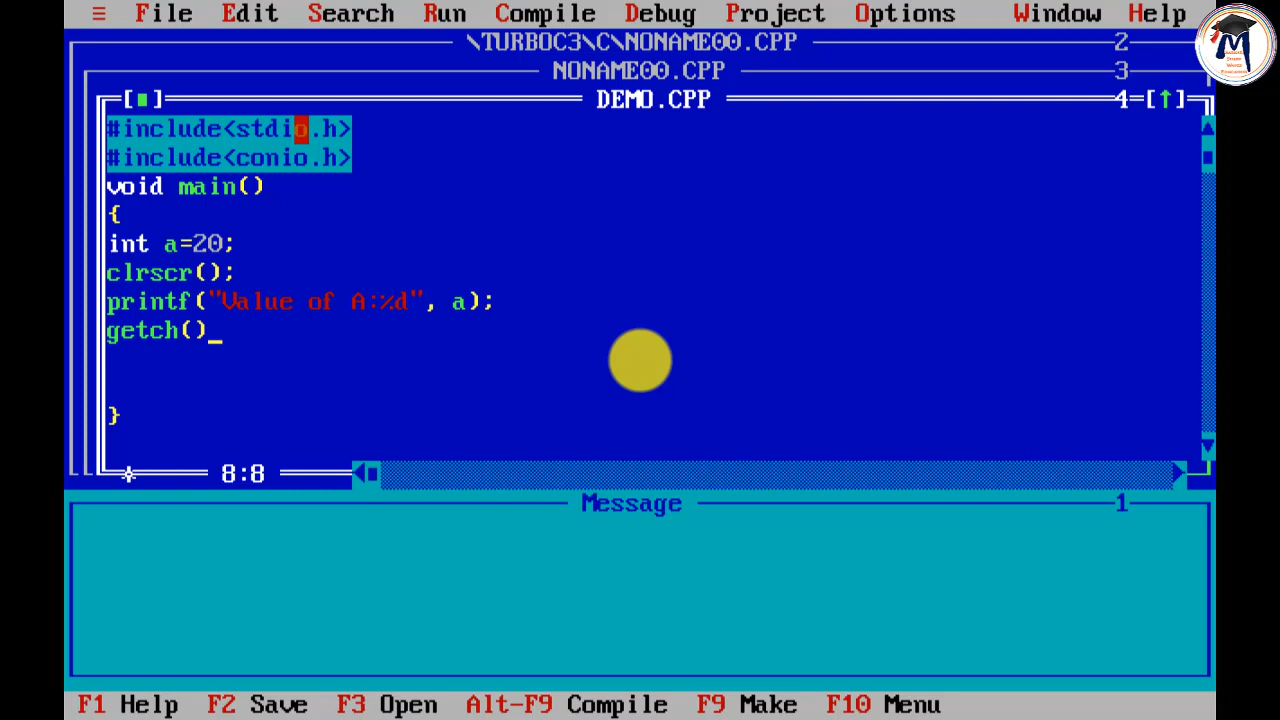 ≡ File Edit Search Run Compile Debug Project Options Window Help
\TURBOC3\C\NONAME00.CPP 2
NONAME00.CPP 3
DEMO.CPP 4=[↑]
#include<stdio.h>
#include<conio.h>
void main()
{
int a=20;
clrscr();
printf("Value of A:%d", a);
getch()_
}
8:8
Message 1
F1 Help F2 Save F3 Open Alt-F9 Compile F9 Make F10 Menu